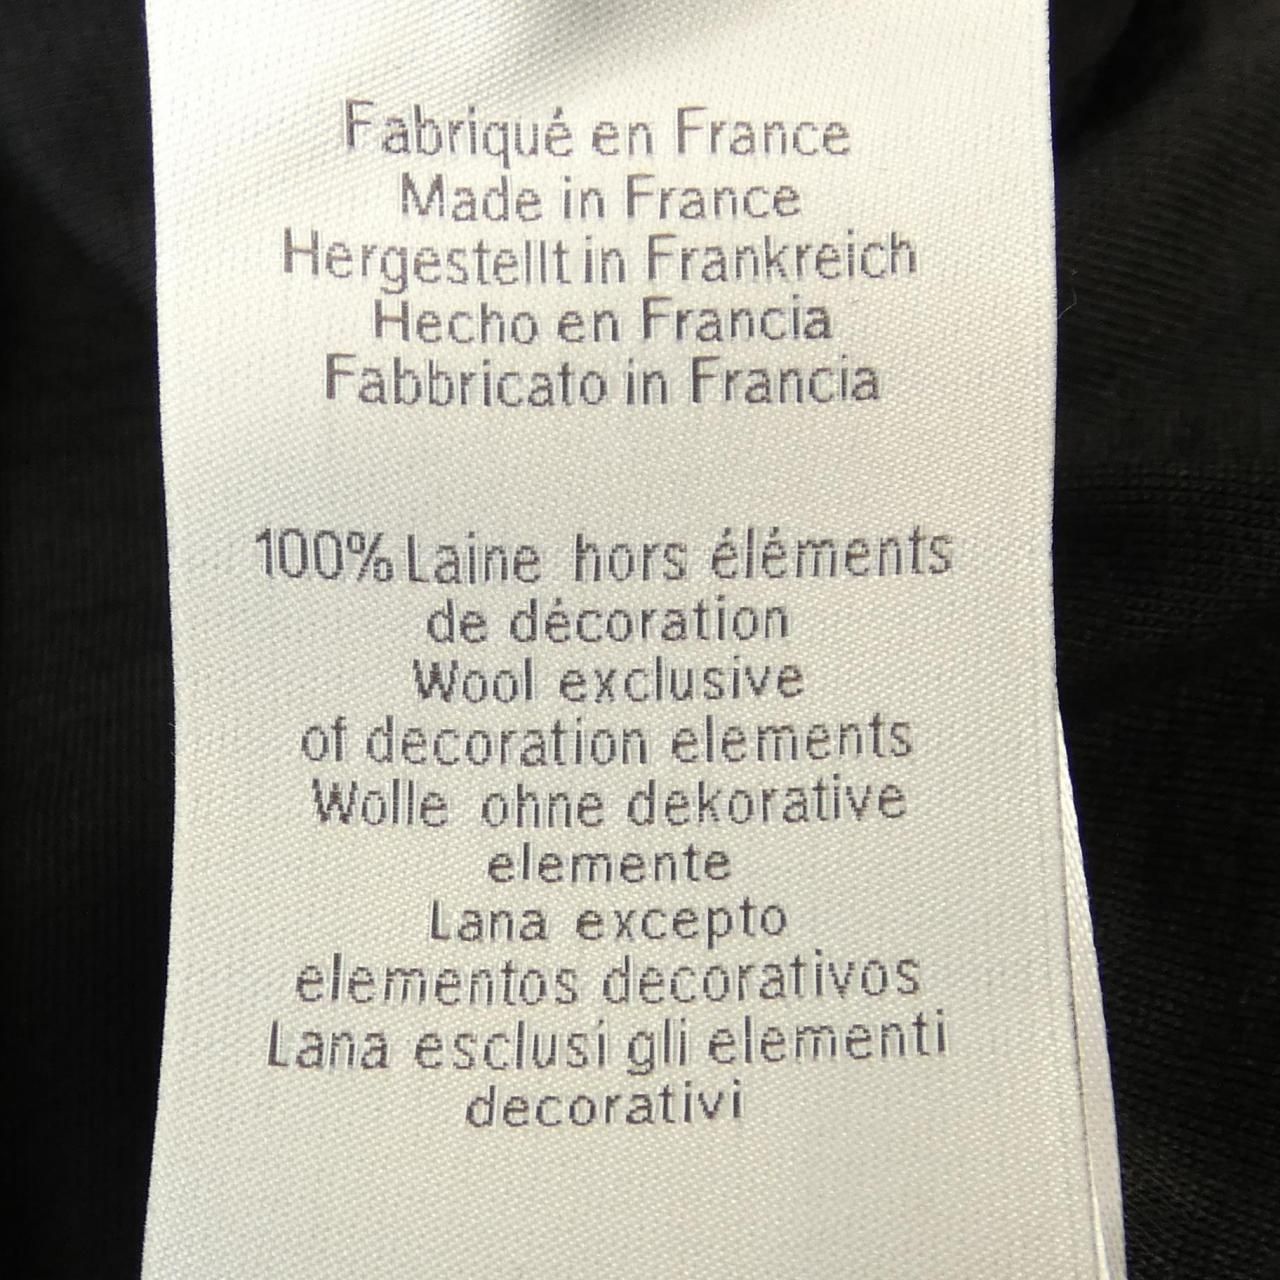 Fabriqué en France
Made in France
Hergestellt in Frankreich
Hecho en Francia
Fabbricato in Francia
100% Laine hors éléments
de décoration
Wool exclusive
of decoration elements
Wolle ohne dekorative
elemente
Lana excepto
elementos decorativos
Lana esclusi gli elementi
decorativi